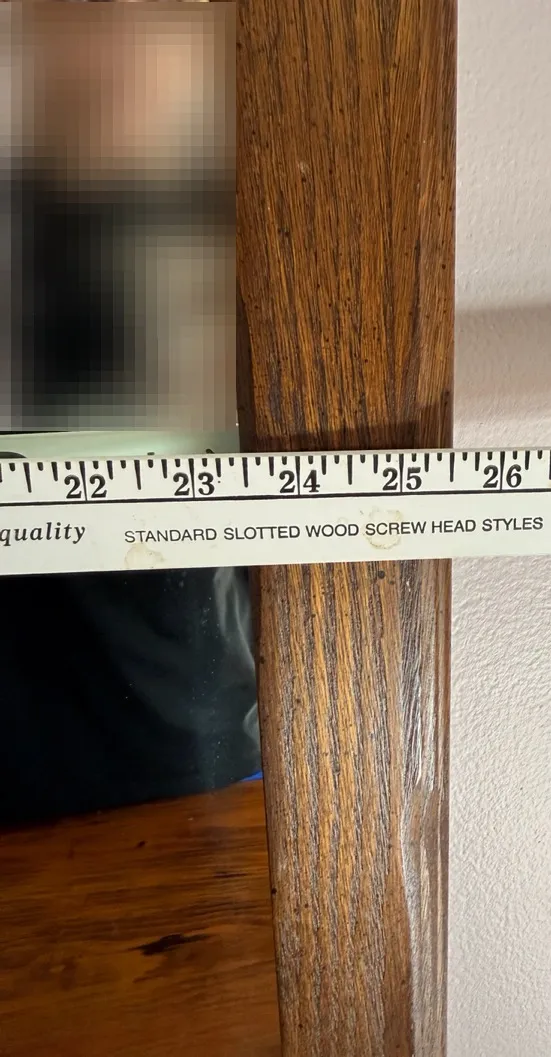 22 23 24 25 26
quality STANDARD SLOTTED WOOD SCREW HEAD STYLES